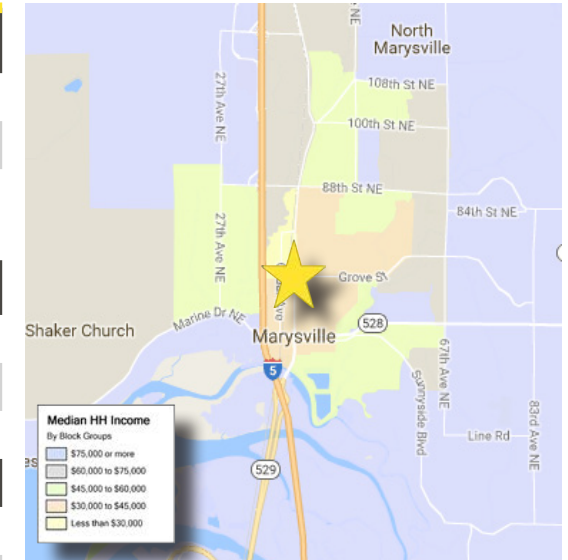 North
Marysville
NE
27th Ave NE
108th St NE
100th St NE
88th St NE
84th St NE
27th Ave NE
Grove St
Shaker Church
Marine Dr NE
528
Marysville
5
67th Ave NE
Sunnyside Blvd
Line Rd
83rd Ave NE
529
Median HH Income
By Block Groups
$75,000 or more
$60,000 to $75,000
$45,000 to $60,000
$30,000 to $45,000
Less than $30,000